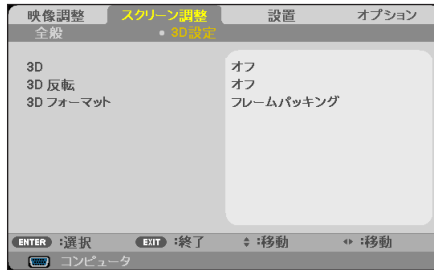 映像調整 スクリーン調整 設置 オプション
全般 • 3D設定
3D オフ
3D 反転 オフ
3D フォーマット フレームパッキング
ENTER :選択 EXIT :終了 :移動 :移動
コンピュータ